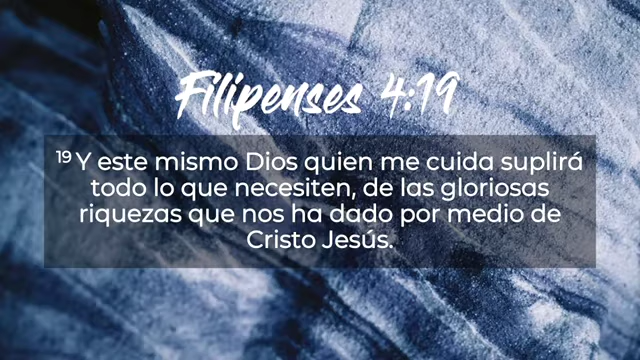 Filipenses 4:19
19 Y este mismo Dios quien me cuida suplirá
todo lo que necesiten, de las gloriosas
riquezas que nos ha dado por medio de
Cristo Jesús.